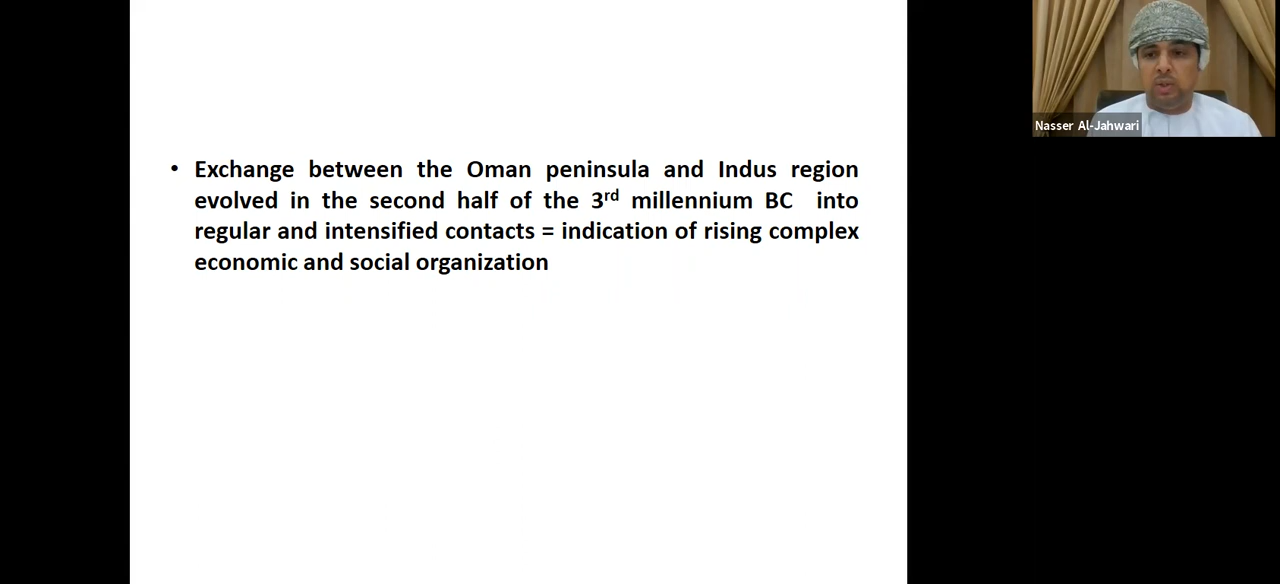 • Exchange between the Oman peninsula and Indus region
evolved in the second half of the 3rd millennium BC into
regular and intensified contacts = indication of rising complex
economic and social organization
Nasser Al-Jahwari